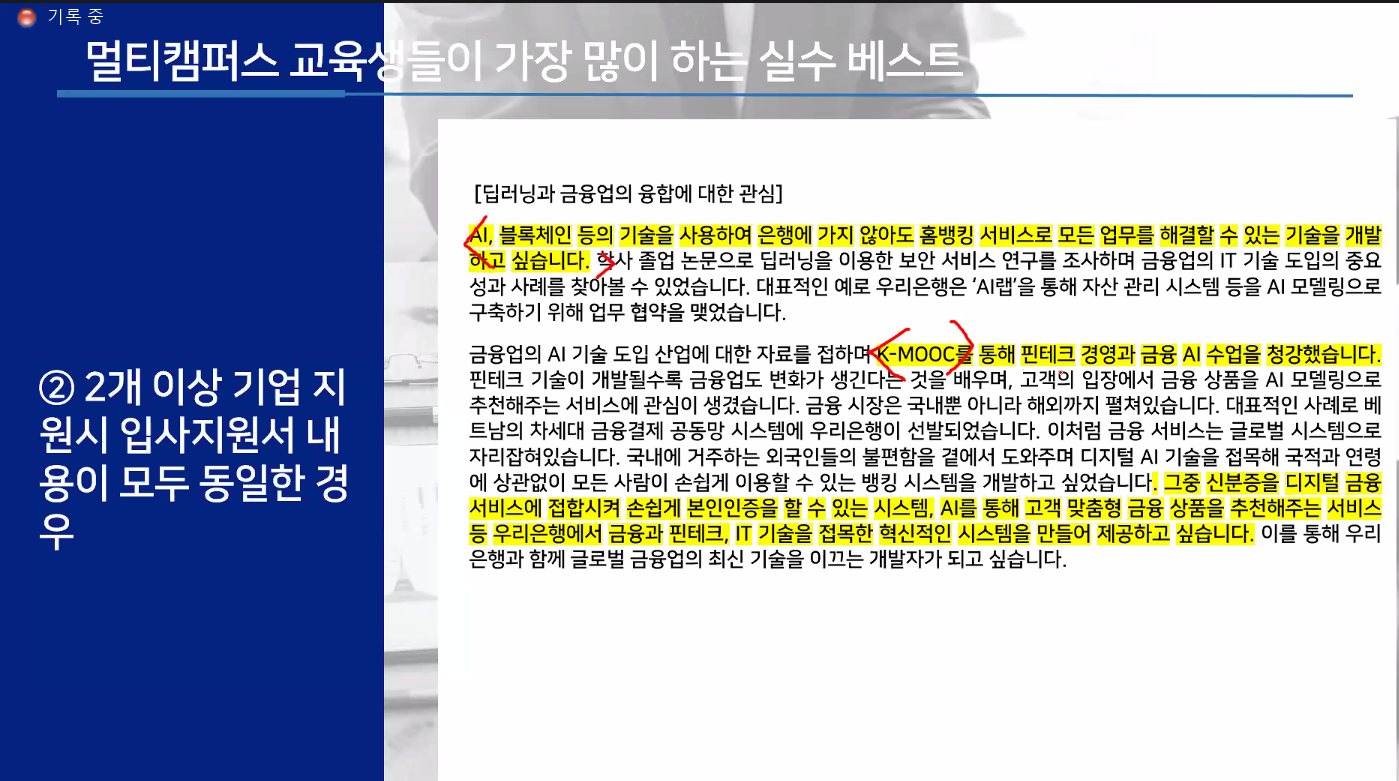 기록 중
멀티캠퍼스 교육생들이 가장 많이 하는 실수 베스트
② 2개 이상 기업 지
원시 입사지원서 내
용이 모두 동일한 경
우
[딥러닝과 금융업의 융합에 대한 관심]
AI, 블록체인 등의 기술을 사용하여 은행에 가지 않아도 홈뱅킹 서비스로 모든 업무를 해결할 수 있는 기술을 개발
하고 싶습니다. 학사 졸업 논문으로 딥러닝을 이용한 보안 서비스 연구를 조사하며 금융업의 IT 기술 도입의 중요
성과 사례를 찾아볼 수 있었습니다. 대표적인 예로 우리은행은 ‘AI랩’을 통해 자산 관리 시스템 등을 AI 모델링으로
구축하기 위해 업무 협약을 맺었습니다.
금융업의 AI 기술 도입 산업에 대한 자료를 접하며 K-MOOC를 통해 핀테크 경영과 금융 AI 수업을 청강했습니다.
핀테크 기술이 개발될수록 금융업도 변화가 생긴다는 것을 배우며, 고객의 입장에서 금융 상품을 AI 모델링으로
추천해주는 서비스에 관심이 생겼습니다. 금융 시장은 국내뿐 아니라 해외까지 펼쳐있습니다. 대표적인 사례로 베
트남의 차세대 금융결제 공동망 시스템에 우리은행이 선발되었습니다. 이처럼 금융 서비스는 글로벌 시스템으로
자리잡혀있습니다. 국내에 거주하는 외국인들의 불편함을 곁에서 도와주며 디지털 AI 기술을 접목해 국적과 연령
에 상관없이 모든 사람이 손쉽게 이용할 수 있는 뱅킹 시스템을 개발하고 싶었습니다. 그중 신분증을 디지털 금융
서비스에 접합시켜 손쉽게 본인인증을 할 수 있는 시스템, AI를 통해 고객 맞춤형 금융 상품을 추천해주는 서비스
등 우리은행에서 금융과 핀테크, IT 기술을 접목한 혁신적인 시스템을 만들어 제공하고 싶습니다. 이를 통해 우리
은행과 함께 글로벌 금융업의 최신 기술을 이끄는 개발자가 되고 싶습니다.